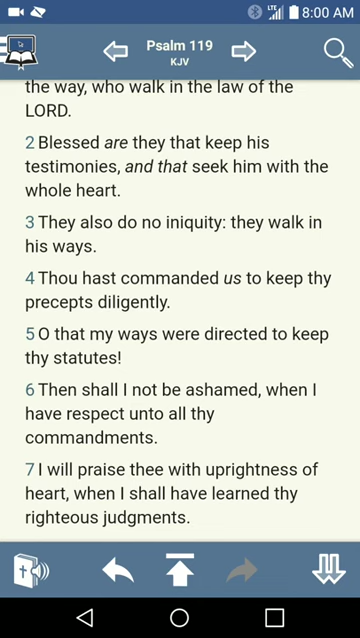 LTE 8:00 AM
Psalm 119
KJV
the way, who walk in the law of the
LORD.
2 Blessed are they that keep his
testimonies, and that seek him with the
whole heart.
3 They also do no iniquity: they walk in
his ways.
4 Thou hast commanded us to keep thy
precepts diligently.
5 O that my ways were directed to keep
thy statutes!
6 Then shall I not be ashamed, when I
have respect unto all thy
commandments.
7 I will praise thee with uprightness of
heart, when I shall have learned thy
righteous judgments.